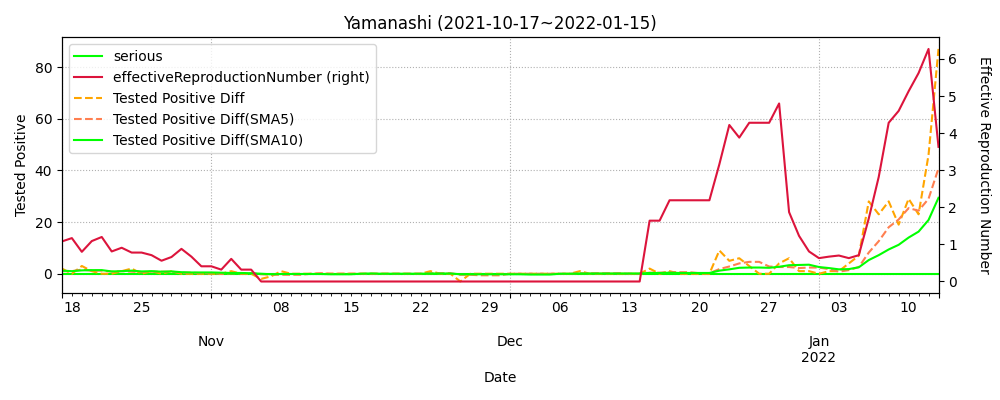 Yamanashi (2021-10-17~2022-01-15)
serious
effectiveReproductionNumber (right)
Tested Positive Diff
Tested Positive Diff(SMA5)
Tested Positive Diff(SMA10)
Tested Positive
80
60
40
20
0
6
5
4
3
2
1
0
Effective Reproduction Number
18 25 08 15 22 29 06 13 20 27 03 10
Nov Dec Jan
2022
Date